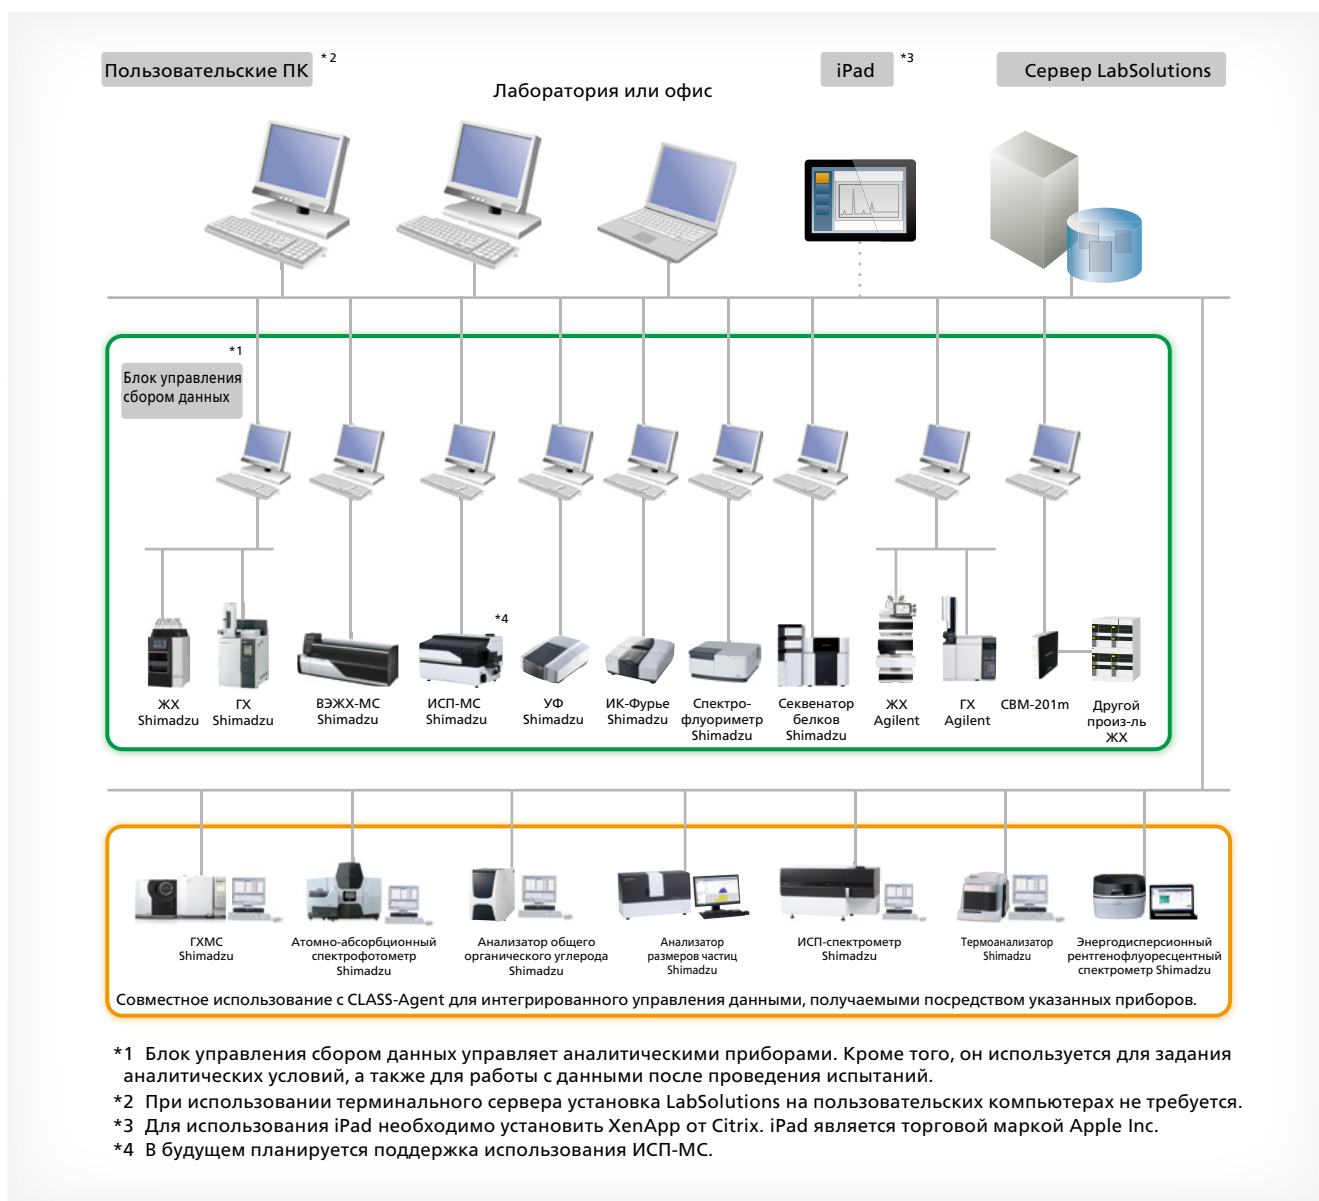 Пользовательские ПК
*2
Лаборатория или офис
iPad
*3
Сервер LabSolutions
*1
Блок управления
сбором данных
*4
ЖХ
Shimadzu
ГХ
Shimadzu
ВЭЖХ-МС
Shimadzu
ИСП-МС
Shimadzu
УФ
Shimadzu
ИК-Фурье
Shimadzu
Спектро-
флуориметр
Shimadzu
Секвенатор
белков
Shimadzu
ЖХ
Agilent
ГХ
Agilent
CBM-201m
Другой
произ-ль
ЖХ
ГХМС
Shimadzu
Атомно-абсорбционный
спектрофотометр
Shimadzu
Анализатор общего
органического углерода
Shimadzu
Анализатор
размеров частиц
Shimadzu
ИСП-спектрометр
Shimadzu
Термоанализатор
Shimadzu
Энергодисперсионный
рентгенофлуоресцентный
спектрометр Shimadzu
Совместное использование с CLASS-Agent для интегрированного управления данными, получаемыми посредством указанных приборов.
*1 Блок управления сбором данных управляет аналитическими приборами. Кроме того, он используется для задания
аналитических условий, а также для работы с данными после проведения испытаний.
*2 При использовании терминального сервера установка LabSolutions на пользовательских компьютерах не требуется.
*3 Для использования iPad необходимо установить XenApp от Citrix. iPad является торговой маркой Apple Inc.
*4 В будущем планируется поддержка использования ИСП-МС.